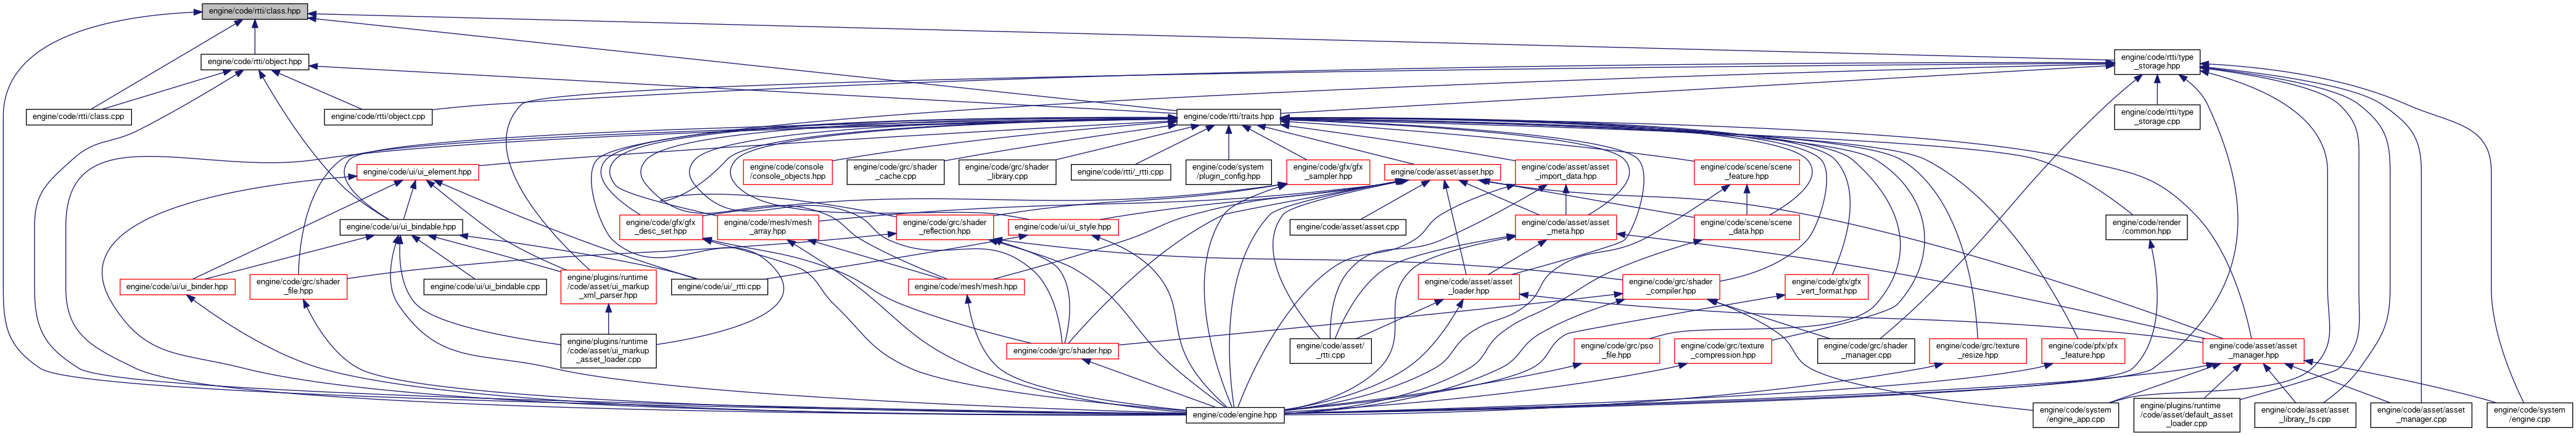 engine/code/rtti/class.hpp
engine/code/rtti/object.hpp
engine/code/rtti/type
_storage.hpp
engine/code/rtti/class.cpp
engine/code/rtti/object.cpp
engine/code/rtti/traits.hpp
engine/code/rtti/type
_storage.cpp
engine/code/ui/ui_element.hpp
engine/code/console
/console_objects.hpp
engine/code/grc/shader
_cache.cpp
engine/code/grc/shader
_library.cpp
engine/code/rtti/_rtti.cpp
engine/code/system
/plugin_config.hpp
engine/code/gfx/gfx
_sampler.hpp
engine/code/asset/asset.hpp
engine/code/asset/asset
_import_data.hpp
engine/code/scene/scene
_feature.hpp
engine/code/ui/ui_bindable.hpp
engine/code/gfx/gfx
_desc_set.hpp
engine/code/mesh/mesh
_array.hpp
engine/code/grc/shader
_reflection.hpp
engine/code/ui/ui_style.hpp
engine/code/asset/asset.cpp
engine/code/asset/asset
_meta.hpp
engine/code/scene/scene
_data.hpp
engine/code/render
/common.hpp
engine/code/ui/ui_binder.hpp
engine/code/grc/shader
_file.hpp
engine/code/ui/ui_bindable.cpp
engine/plugins/runtime
/code/asset/ui_markup
_xml_parser.hpp
engine/code/ui/_rtti.cpp
engine/code/mesh/mesh.hpp
engine/code/asset/asset
_loader.hpp
engine/code/grc/shader
_compiler.hpp
engine/code/gfx/gfx
_vert_format.hpp
engine/plugins/runtime
/code/asset/ui_markup
_asset_loader.cpp
engine/code/grc/shader.hpp
engine/code/asset/
_rtti.cpp
engine/code/grc/pso
_file.hpp
engine/code/grc/texture
_compression.hpp
engine/code/grc/shader
_manager.cpp
engine/code/grc/texture
_resize.hpp
engine/code/pfx/pfx
_feature.hpp
engine/code/asset/asset
_manager.hpp
engine/code/engine.hpp
engine/code/system
/engine_app.cpp
engine/plugins/runtime
/code/asset/default_asset
_loader.cpp
engine/code/asset/asset
_library_fs.cpp
engine/code/asset/asset
_manager.cpp
engine/code/system
/engine.cpp